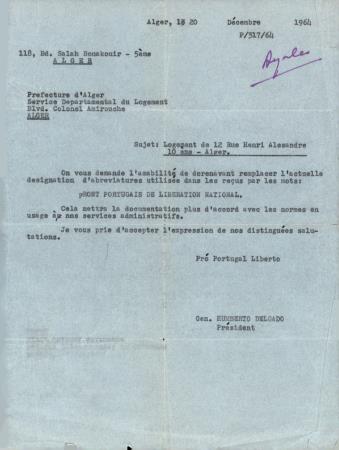 Alger, 20 Décembre 1964
P/317/64
118, Bd. Salah Bouakouir - 5ème
A L G E R
Prefecture d'Alger
Service Departamental du Logement
Blvd. Colonel Amirouche
ALGER
Sujet: Logement de 12 Rue Henri Alexandre
10 ème - Alger.
On vous demande l'amabilité de dorenavant remplacer l'actuelle
designation d'abreviatures utilisée dans les reçus par les mots:
FRONT PORTUGAIS DE LIBERATION NATIONAL.
Cela mettra la documentation plus d'accord avec les normes en
usage nos services administratifs.
Je vous prie d'accepter l'expression de nos distinguées salu-
tations.
Pró Portugal Liberto
Gen. HUMBERTO DELGADO
Président